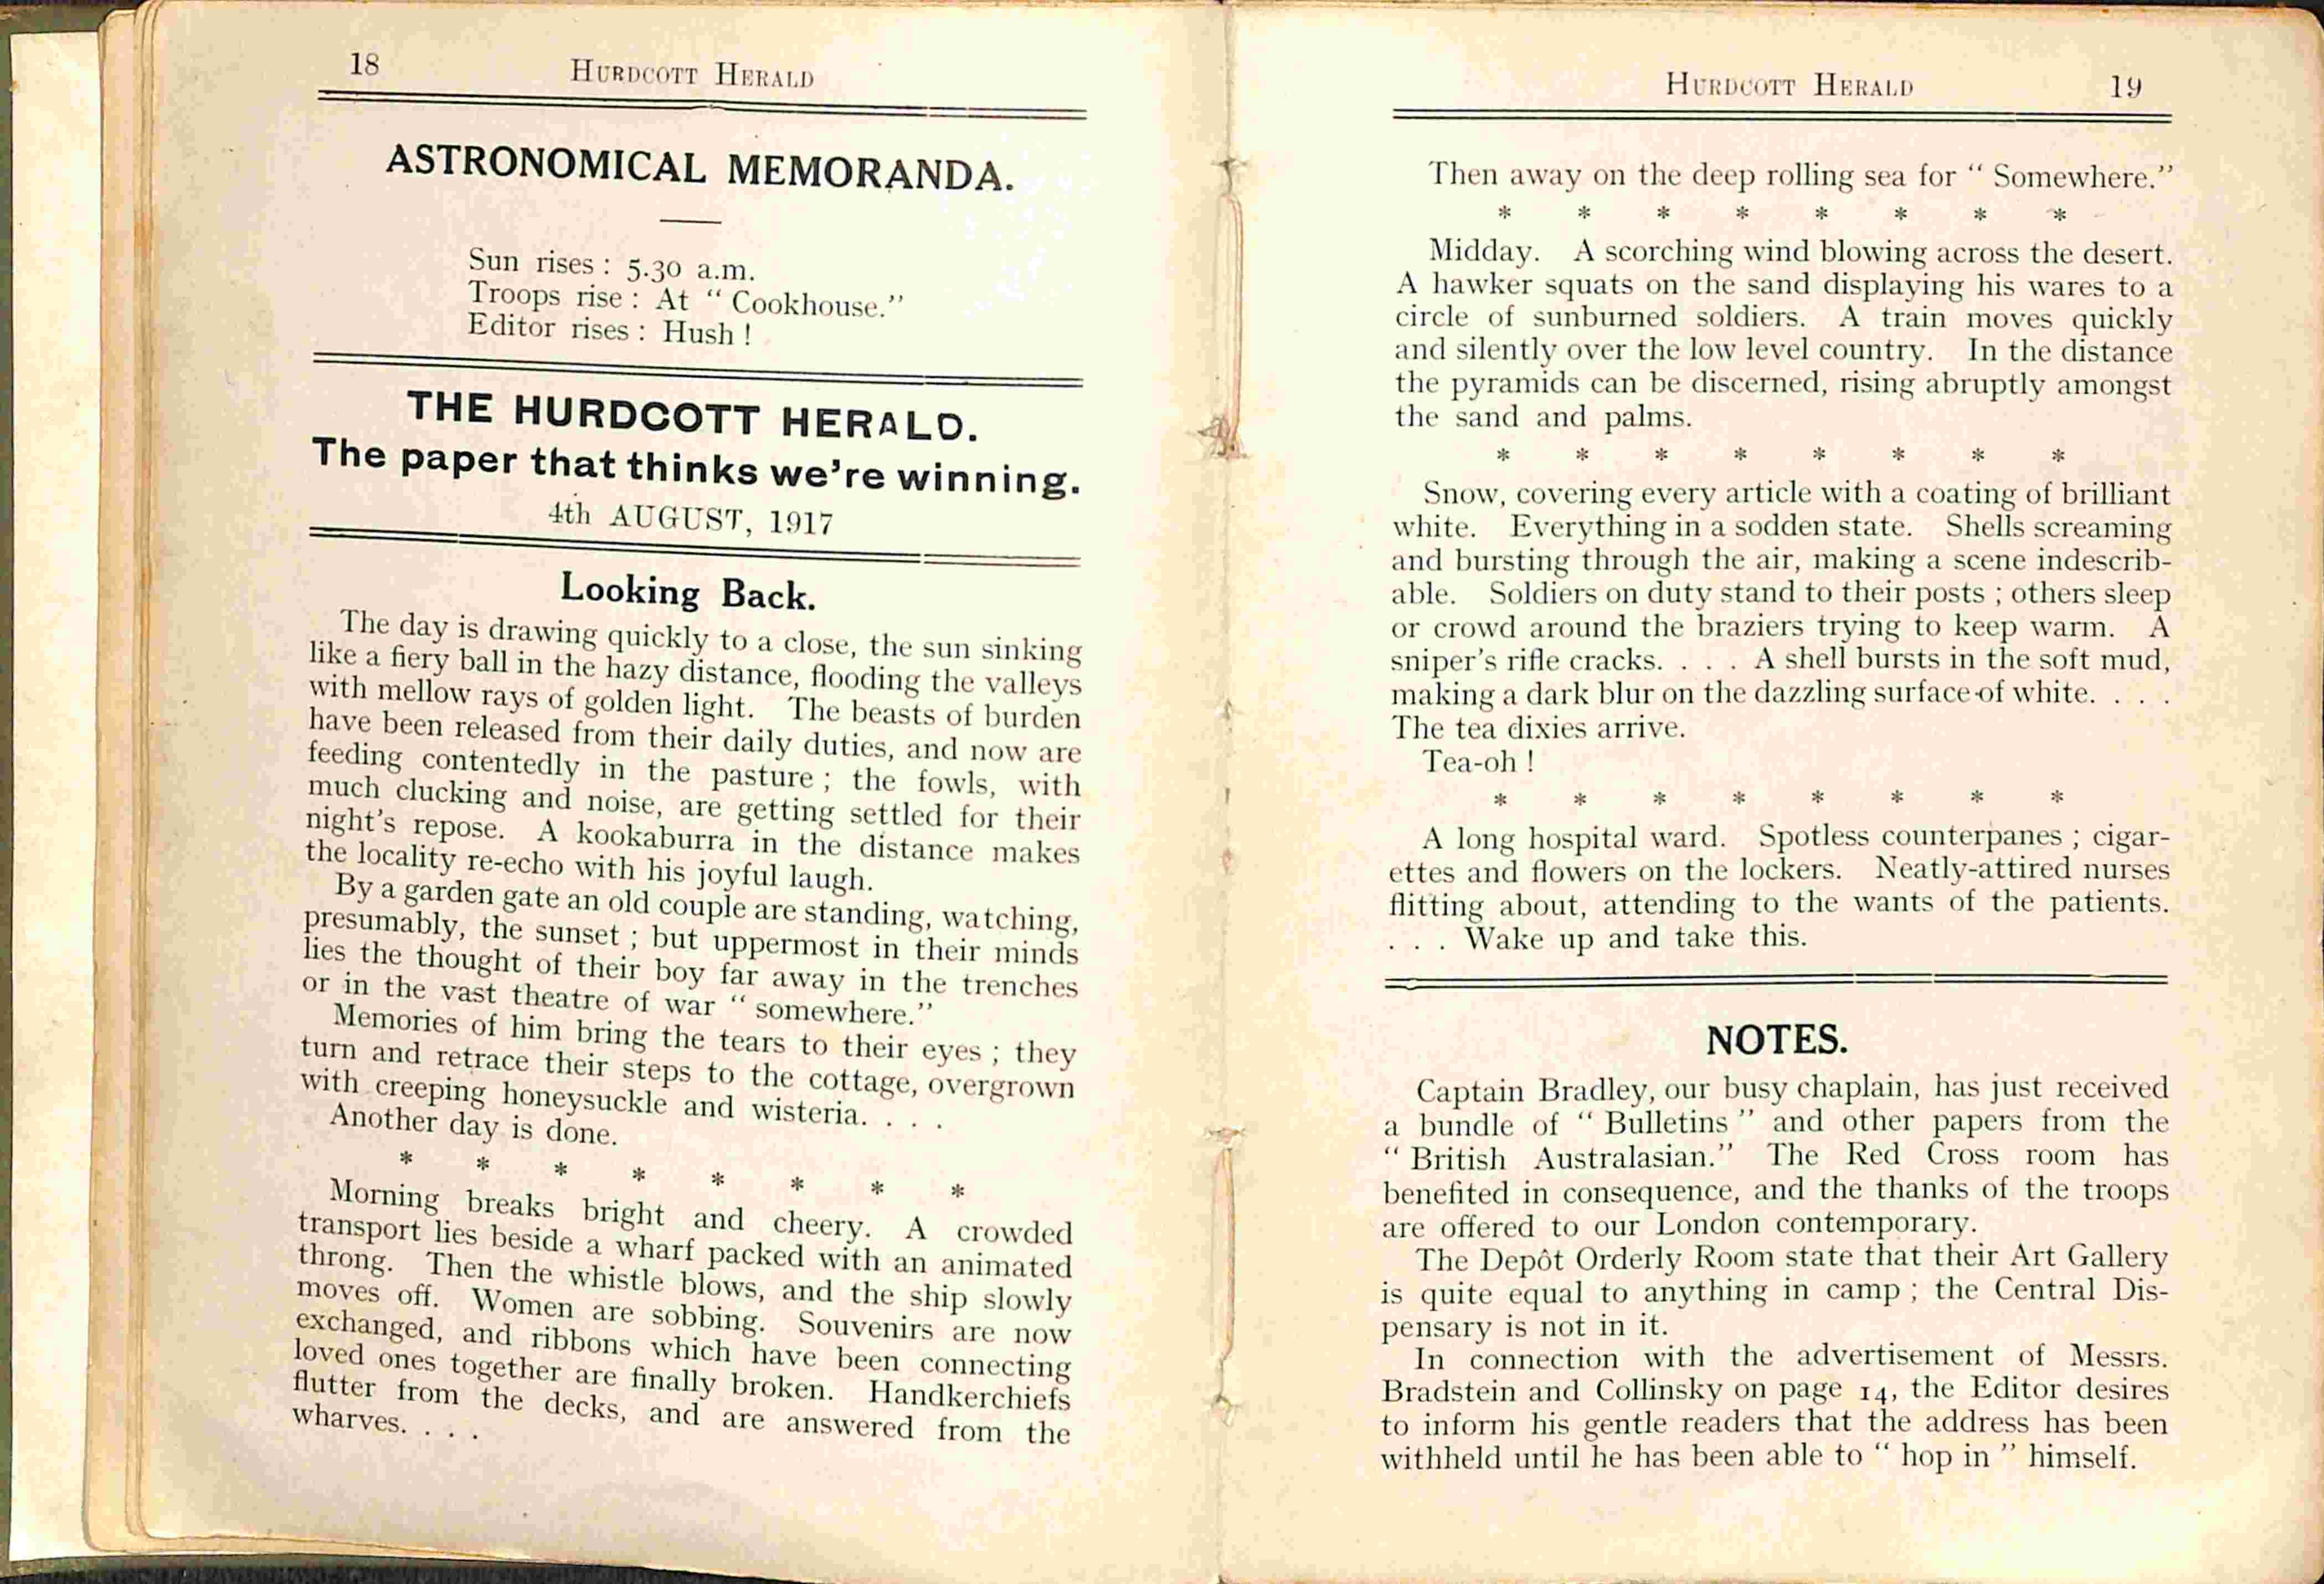 18
HURDCOTT HERALD
ASTRONOMICAL MEMORANDA.
Sun rises : 5.30 a.m.
Troops rise : At “ Cookhouse.”
Editor rises : Hush !
THE HURDCOTT HERALD.
The paper that thinks we’re winning.
4th AUGUST, 1917
Looking Back.
The day is drawing quickly to a close, the sun sinking
like a fiery ball in the hazy distance, flooding the valleys
with mellow rays of golden light. The beasts of burden
have been released from their daily duties, and now are
feeding contentedly in the pasture ; the fowls, with
much clucking and noise, are getting settled for their
night’s repose. A kookaburra in the distance makes
the locality re-echo with his joyful laugh.
By a garden gate an old couple are standing, watching,
presumably, the sunset ; but uppermost in their minds
lies the thought of their boy far away in the trenches
or in the vast theatre of war “ somewhere.”
Memories of him bring the tears to their eyes ; they
turn and retrace their steps to the cottage, overgrown
with creeping honeysuckle and wisteria. . . .
Another day is done.
* * * * * * * *
Morning breaks bright and cheery. A crowded
transport lies beside a wharf packed with an animated
throng. Then the whistle blows, and the ship slowly
moves off. Women are sobbing. Souvenirs are now
exchanged, and ribbons which have been connecting
loved ones together are finally broken. Handkerchiefs
flutter from the decks, and are answered from the
wharves. . . .
HURDCOTT HERALD
19
Then away on the deep rolling sea for “ Somewhere.”
* * * * * * * *
Midday. A scorching wind blowing across the desert.
A hawker squats on the sand displaying his wares to a
circle of sunburned soldiers. A train moves quickly
and silently over the low level country. In the distance
the pyramids can be discerned, rising abruptly amongst
the sand and palms.
* * * * * * * *
Snow, covering every article with a coating of brilliant
white. Everything in a sodden state. Shells screaming
and bursting through the air, making a scene indescrib-
able. Soldiers on duty stand to their posts ; others sleep
or crowd around the braziers trying to keep warm. A
sniper’s rifle cracks. . . . A shell bursts in the soft mud,
making a dark blur on the dazzling surface of white. . . .
The tea dixies arrive.
Tea-oh !
* * * * * * * *
A long hospital ward. Spotless counterpanes ; cigar-
ettes and flowers on the lockers. Neatly-attired nurses
flitting about, attending to the wants of the patients.
. . . Wake up and take this.
NOTES.
Captain Bradley, our busy chaplain, has just received
a bundle of “ Bulletins ” and other papers from the
“ British Australasian.” The Red Cross room has
benefited in consequence, and the thanks of the troops
are offered to our London contemporary.
The Depôt Orderly Room state that their Art Gallery
is quite equal to anything in camp ; the Central Dis-
pensary is not in it.
In connection with the advertisement of Messrs.
Bradstein and Collinsky on page 14, the Editor desires
to inform his gentle readers that the address has been
withheld until he has been able to “ hop in ” himself.